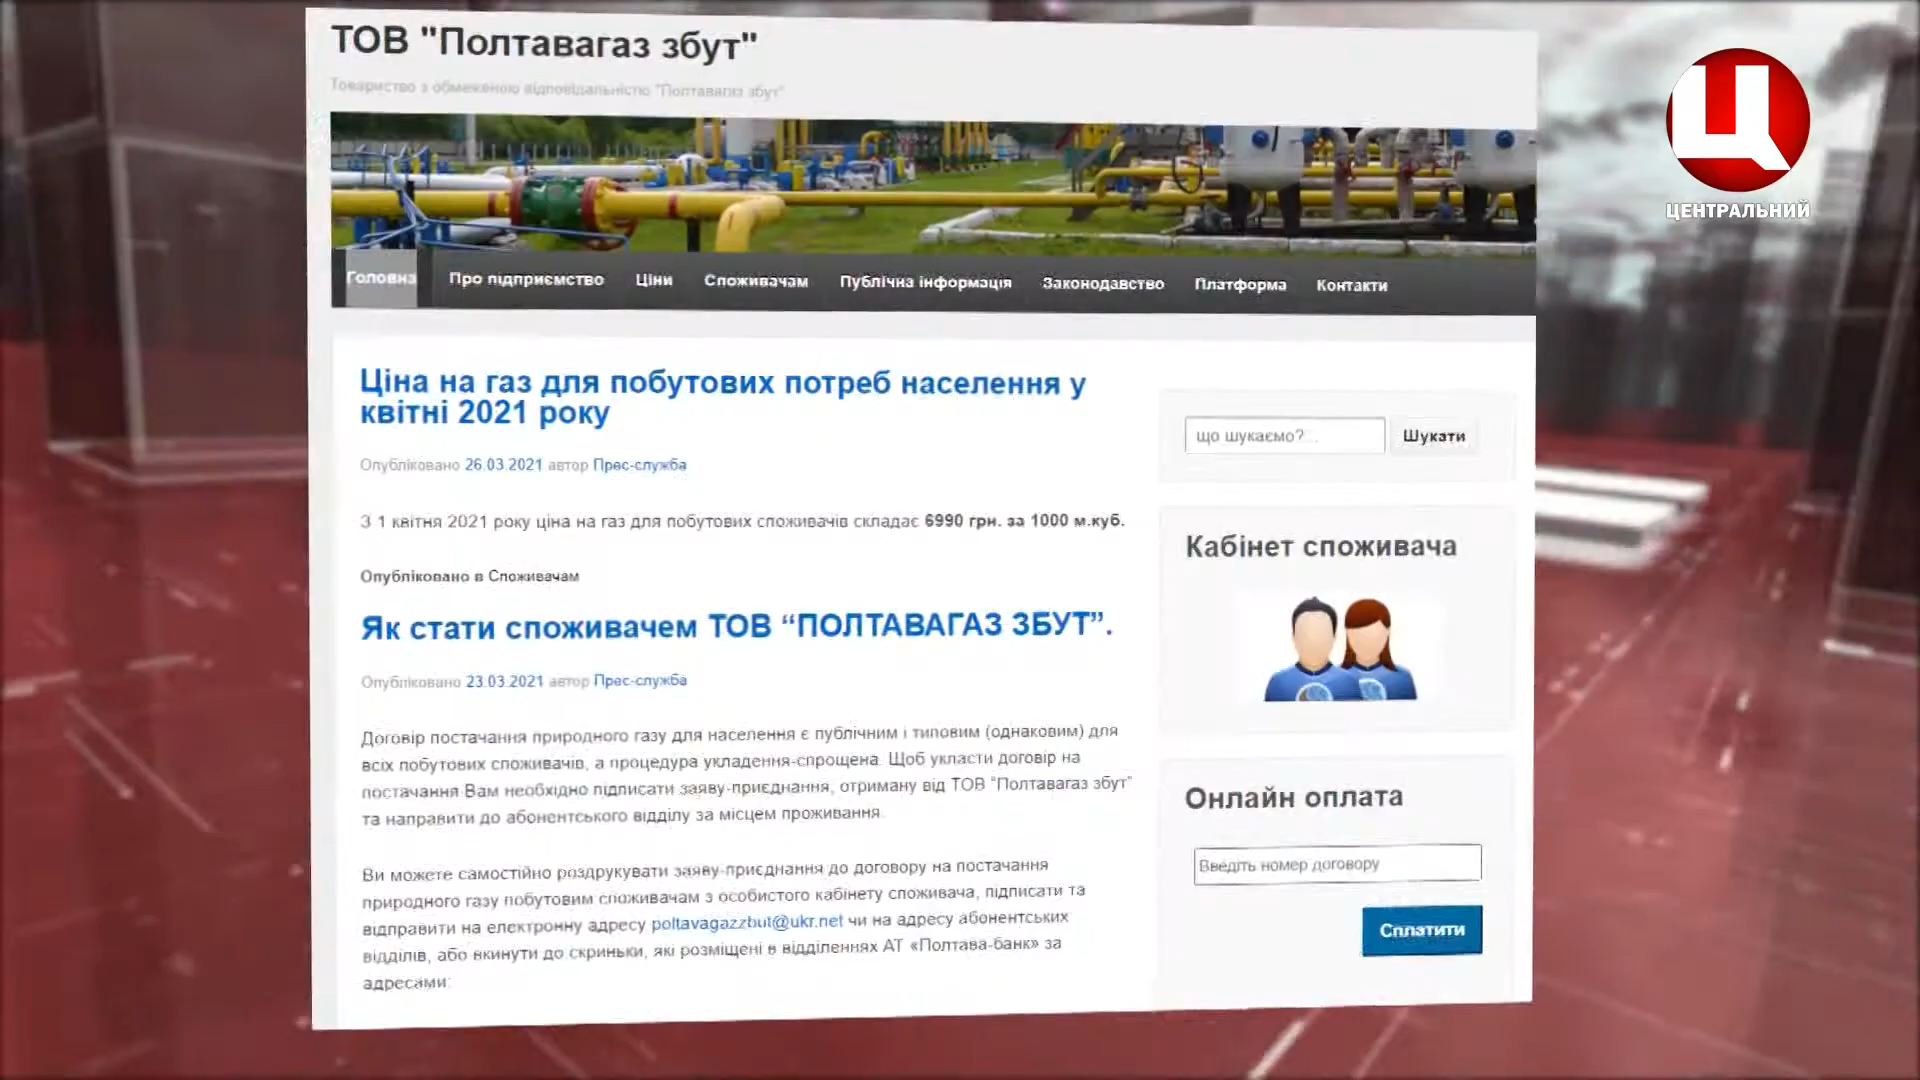 ТОВ "Полтавагаз збут"
Товариство з обмеженою відповідальністю "Полтавагаз збут"
Ц
ЦЕНТРАЛЬНИЙ
Головна Про підприємство Ціни Споживачам Публічна інформація Законодавство Платформа Контакти
Ціна на газ для побутових потреб населення у
квітні 2021 року
Опубліковано 26.03.2021 автор Прес-служба
З 1 квітня 2021 року ціна на газ для побутових споживачів складає 6990 грн. за 1000 м.куб.
Опубліковано в Споживачам
Як стати споживачем ТОВ “ПОЛТАВАГАЗ ЗБУТ”.
Опубліковано 23.03.2021 автор Прес-служба
Договір постачання природного газу для населення є публічним і типовим (однаковим) для
всіх побутових споживачів, а процедура укладення-спрощена. Щоб укласти договір на
постачання Вам необхідно підписати заяву-приєднання, отриману від ТОВ “Полтавагаз збут”
та направити до абонентського відділу за місцем проживання.
Ви можете самостійно роздрукувати заяву-приєднання до договору на постачання
природного газу побутовим споживачам з особистого кабінету споживача, підписати та
відправити на електронну адресу poltavagazzbut@ukr.net чи на адресу абонентських
відділів, або вкинути до скриньки, які розміщені в відділеннях АТ «Полтава-банк» за
адресами:
що шукаємо?...
Шукати
Кабінет споживача
Онлайн оплата
Введіть номер договору
Сплатити